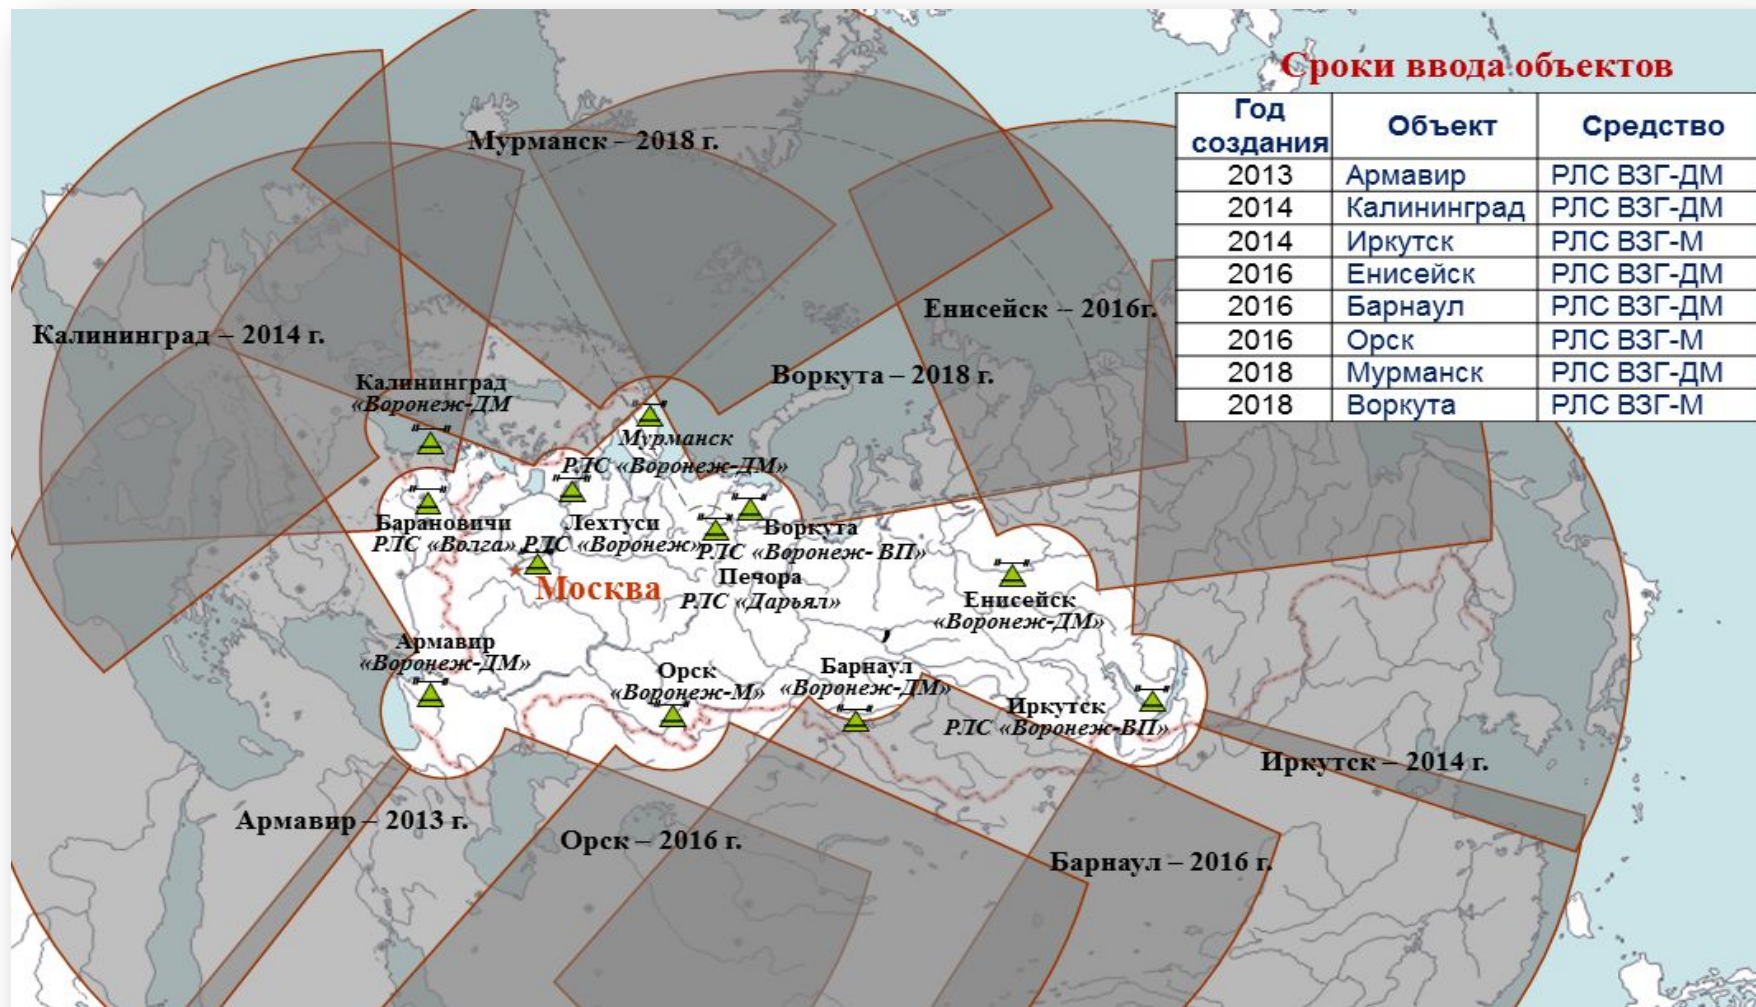 Сроки ввода объектов
Год создания Объект Средство
2013 Армавир РЛС ВЗГ-ДМ
2014 Калининград РЛС ВЗГ-ДМ
2014 Иркутск РЛС ВЗГ-М
2016 Енисейск РЛС ВЗГ-ДМ
2016 Барнаул РЛС ВЗГ-ДМ
2016 Орск РЛС ВЗГ-М
2018 Мурманск РЛС ВЗГ-ДМ
2018 Воркута РЛС ВЗГ-М
Мурманск – 2018 г.
Енисейск – 2016г.
Калининград – 2014 г.
Воркута – 2018 г.
Калининград
«Воронеж-ДМ
Мурманск
РЛС «Воронеж-ДМ»
Барановичи
РЛС «Волга»
Лехтуси
РЛС «Воронеж»
Воркута
РЛС «Воронеж- ВП»
Москва
Печора
РЛС «Дарьял»
Енисейск
«Воронеж-ДМ»
,
Армавир
«Воронеж-ДМ»
Орск
«Воронеж-М»
Барнаул
«Воронеж-ДМ»
Иркутск
РЛС «Воронеж-ВП»
Иркутск – 2014 г.
Армавир – 2013 г.
Орск – 2016 г.
Барнаул – 2016 г.